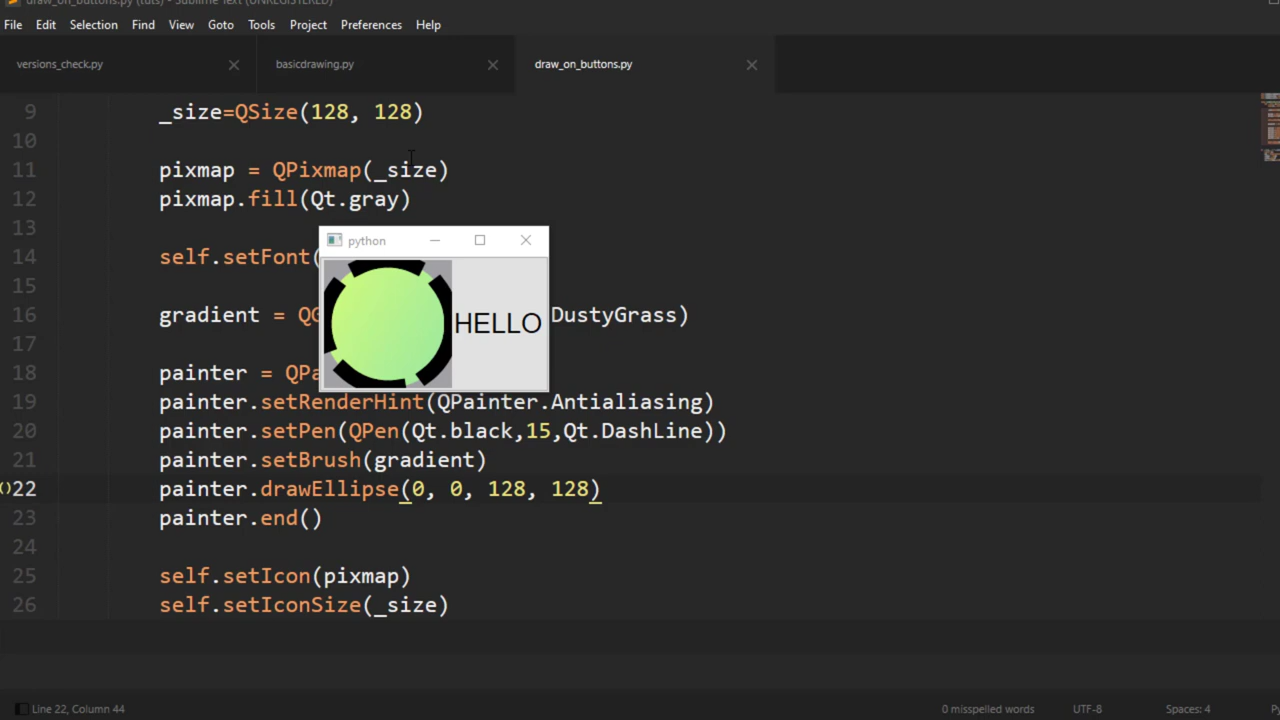 draw_on_buttons.py (tuts) - Sublime Text (UNREGISTERED)
File Edit Selection Find View Goto Tools Project Preferences Help
versions_check.py basicdrawing.py draw_on_buttons.py
9 _size=QSize(128, 128)
10
11 pixmap = QPixmap(_size)
12 pixmap.fill(Qt.gray)
13
python
14 self.setFont(
15
16 gradient = QG DustyGrass)
HELLO
17
18 painter = QPa
19 painter.setRenderHint(QPainter.Antialiasing)
20 painter.setPen(QPen(Qt.black,15,Qt.DashLine))
21 painter.setBrush(gradient)
()22 painter.drawEllipse(0, 0, 128, 128)
23 painter.end()
24
25 self.setIcon(pixmap)
26 self.setIconSize(_size)
Line 22, Column 44 0 misspelled words UTF-8 Spaces: 4